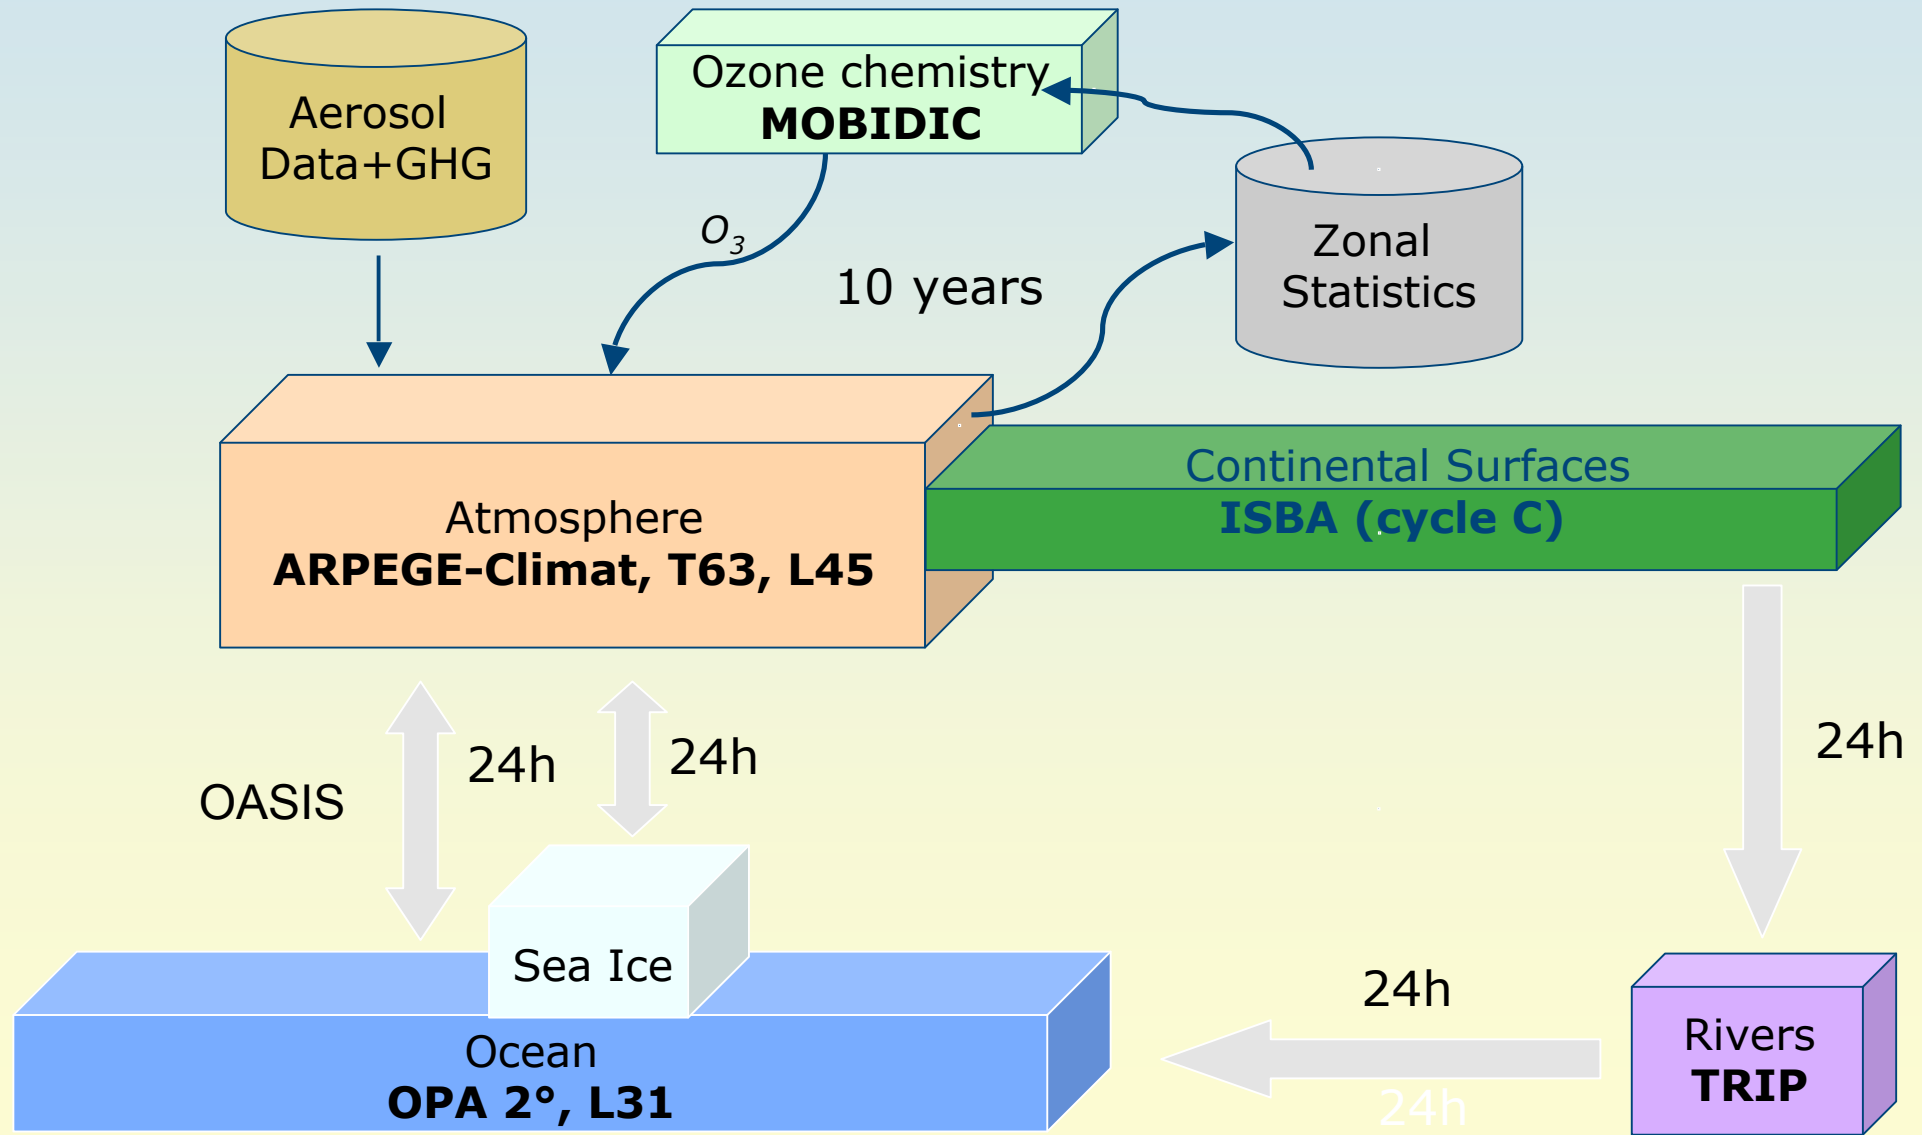 Aerosol
Data+GHG
Ozone chemistry
MOBIDIC
O₃
10 years
Zonal
Statistics
Continental Surfaces
ISBA (cycle C)
Atmosphere
ARPEGE-Climat, T63, L45
OASIS
24h
24h
24h
Sea Ice
Ocean
OPA 2°, L31
24h
24h
Rivers
TRIP